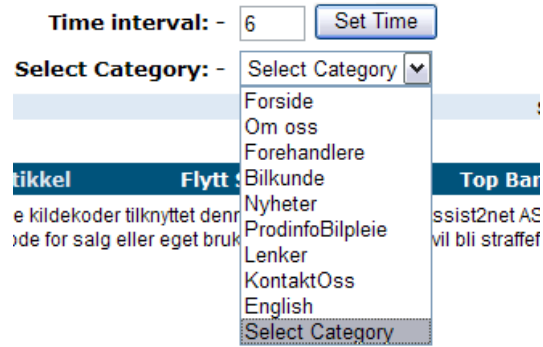 Time interval: - 6 Set Time
Select Category: - Select Category
Forside
Om oss
Forehandlere
Bilkunde
Nyheter
ProdinfoBilpleie
Lenker
KontaktOss
English
Select Category
tikkel Flytt Top Bar
e kildekoder tilknyttet denn ssist2net AS
ode for salg eller eget bruk vil bli straffef